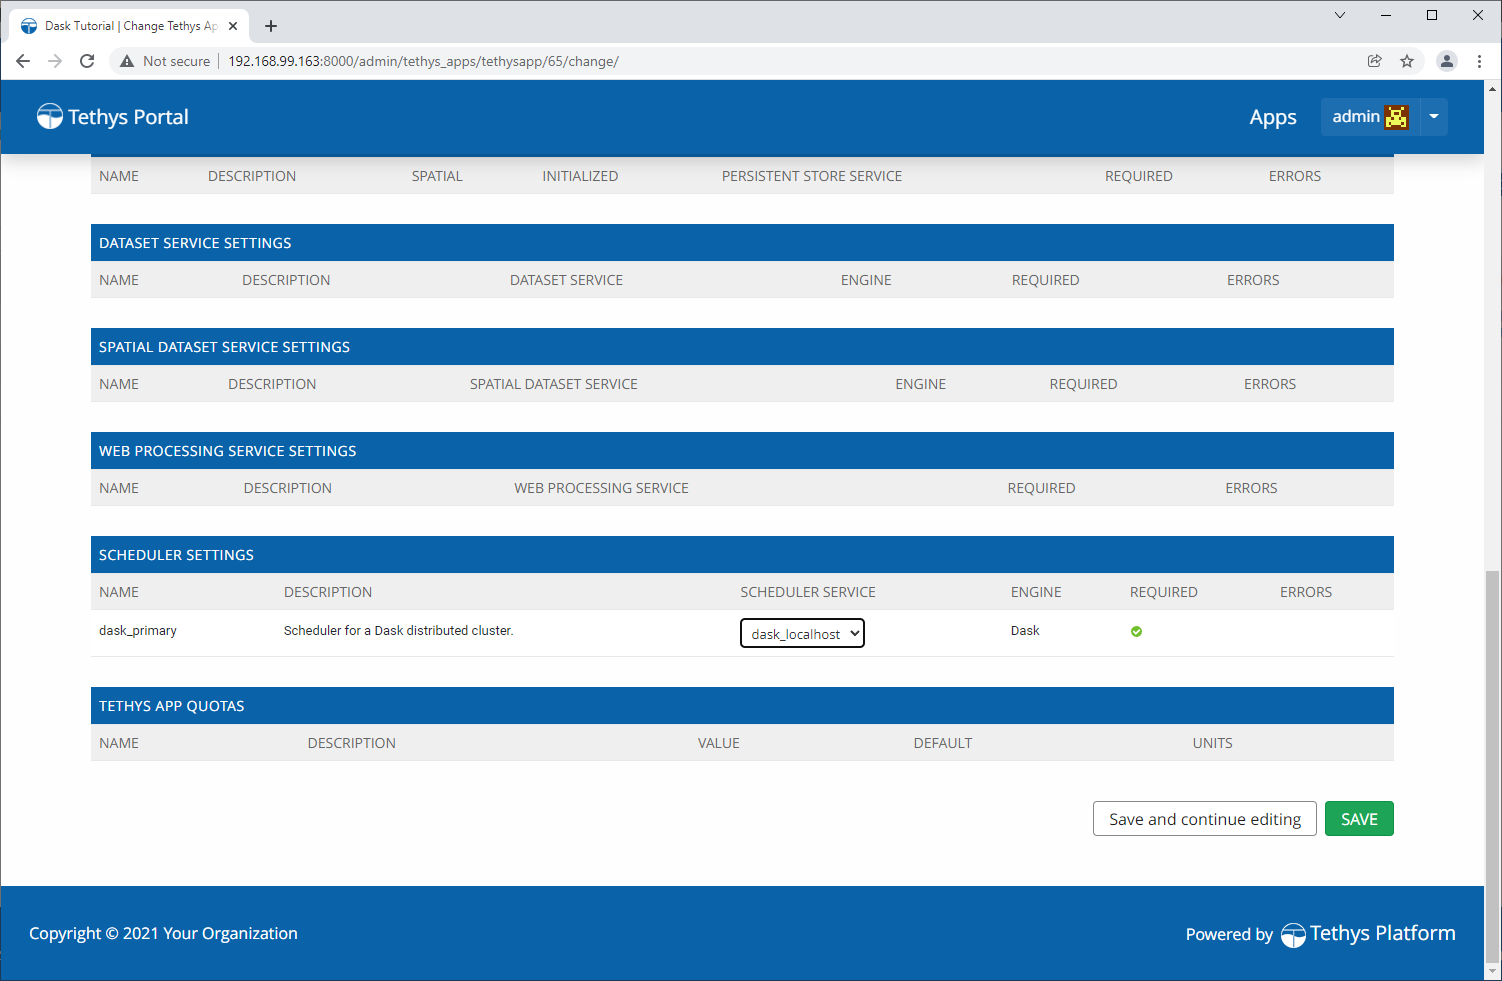 Dask Tutorial | Change Tethys Ap
Not secure 192.168.99.163:8000/admin/tethys_apps/tethysapp/65/change/
Tethys Portal Apps admin
NAME DESCRIPTION SPATIAL INITIALIZED PERSISTENT STORE SERVICE REQUIRED ERRORS
DATASET SERVICE SETTINGS
NAME DESCRIPTION DATASET SERVICE ENGINE REQUIRED ERRORS
SPATIAL DATASET SERVICE SETTINGS
NAME DESCRIPTION SPATIAL DATASET SERVICE ENGINE REQUIRED ERRORS
WEB PROCESSING SERVICE SETTINGS
NAME DESCRIPTION WEB PROCESSING SERVICE REQUIRED ERRORS
SCHEDULER SETTINGS
NAME DESCRIPTION SCHEDULER SERVICE ENGINE REQUIRED ERRORS
dask_primary Scheduler for a Dask distributed cluster. dask_localhost Dask
TETHYS APP QUOTAS
NAME DESCRIPTION VALUE DEFAULT UNITS
Save and continue editing SAVE
Copyright © 2021 Your Organization Powered by Tethys Platform